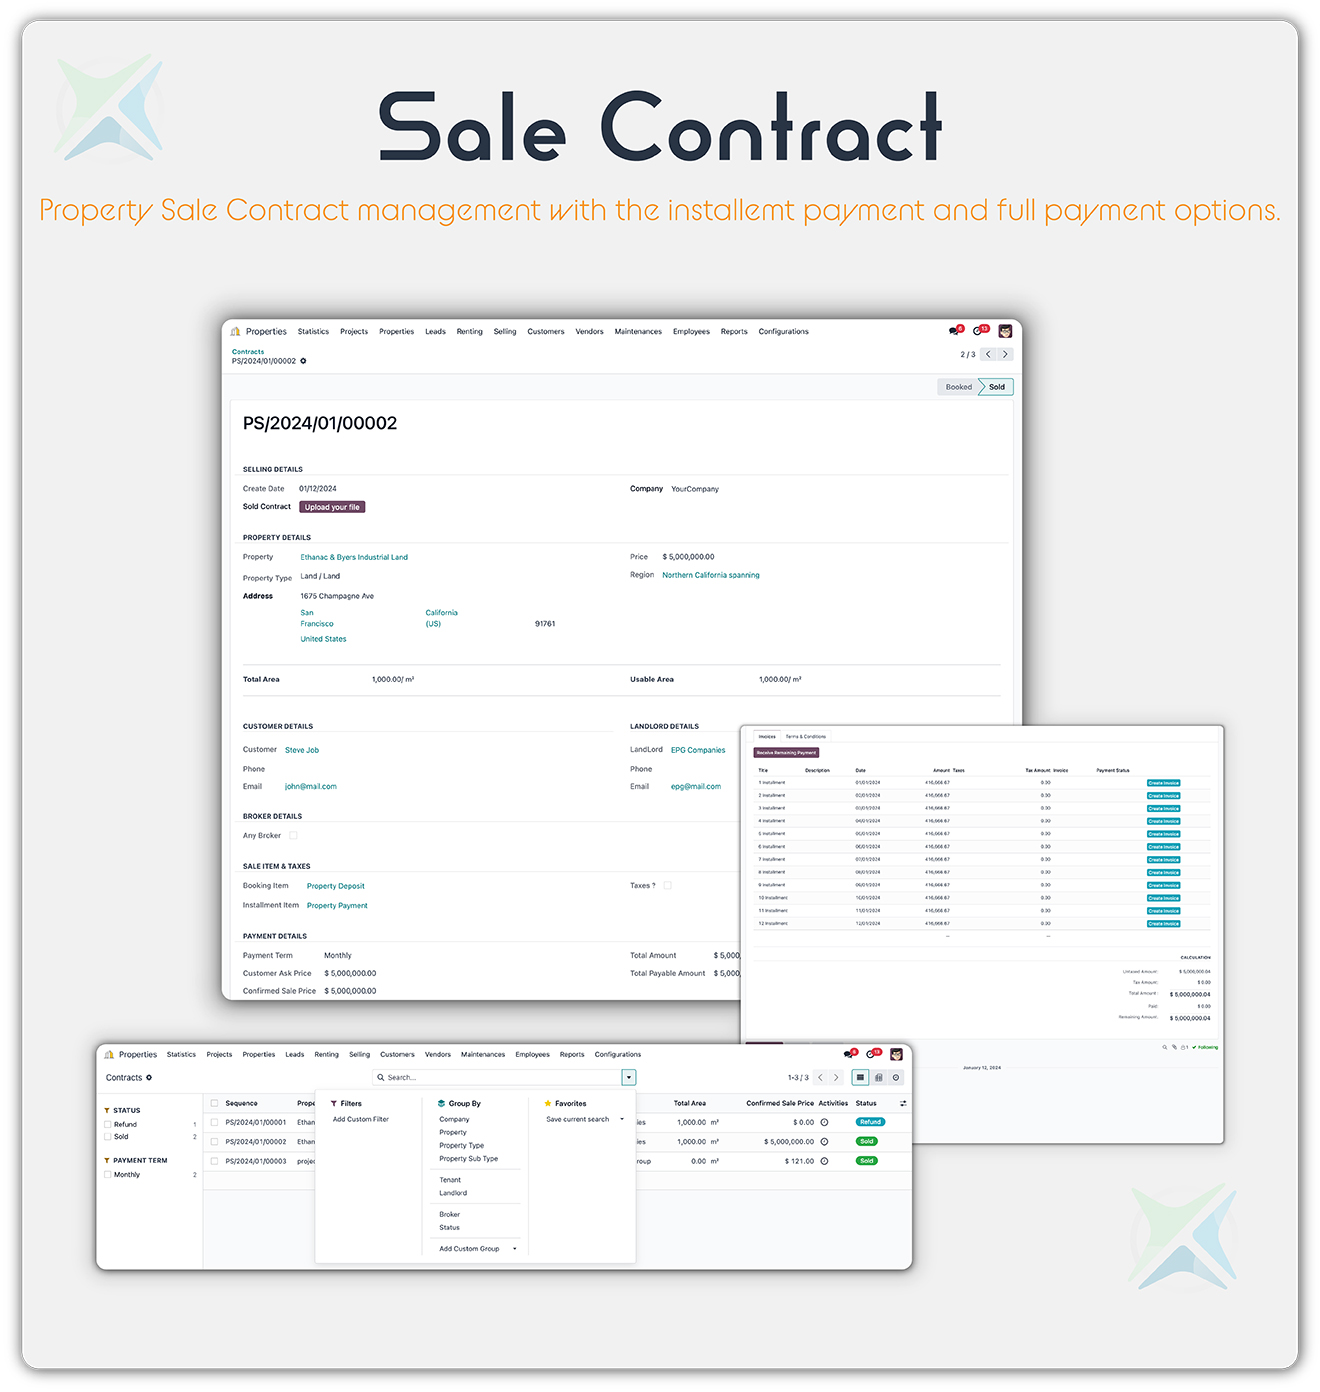 Sale Contract
Property Sale Contract management with the installemt payment and full payment options.
Properties Statistics Projects Properties Leads Renting Selling Customers Vendors Maintenances Employees Reports Configurations 6 13
Contracts
PS/2024/01/00002
2 / 3
Booked Sold
PS/2024/01/00002
SELLING DETAILS
Create Date 01/12/2024 Company YourCompany
Sold Contract Upload your file
PROPERTY DETAILS
Property Ethanac & Byers Industrial Land Price $ 5,000,000.00
Property Type Land / Land Region Northern California spanning
Address 1675 Champagne Ave
San California
Francisco (US) 91761
United States
Total Area 1,000.00/ m² Usable Area 1,000.00/ m²
CUSTOMER DETAILS LANDLORD DETAILS
Customer Steve Job LandLord EPG Companies
Phone Phone
Email john@mail.com Email epg@mail.com
BROKER DETAILS
Any Broker
SALE ITEM & TAXES
Booking Item Property Deposit Taxes ?
Installment Item Property Payment
PAYMENT DETAILS
Payment Term Monthly Total Amount $ 5,000,
Customer Ask Price $ 5,000,000.00 Total Payable Amount $ 5,000,
Confirmed Sale Price $ 5,000,000.00
Invoices Terms & Conditions
Receive Remaining Payment
Title Description Date Amount Taxes Tax Amount Invoice Payment Status
1 Installment 01/01/2024 416,666.67 0.00 Create Invoice
2 Installment 02/01/2024 416,666.67 0.00 Create Invoice
3 Installment 03/01/2024 416,666.67 0.00 Create Invoice
4 Installment 04/01/2024 416,666.67 0.00 Create Invoice
5 Installment 05/01/2024 416,666.67 0.00 Create Invoice
6 Installment 06/01/2024 416,666.67 0.00 Create Invoice
7 Installment 07/01/2024 416,666.67 0.00 Create Invoice
8 Installment 08/01/2024 416,666.67 0.00 Create Invoice
9 Installment 09/01/2024 416,666.67 0.00 Create Invoice
10 Installment 10/01/2024 416,666.67 0.00 Create Invoice
11 Installment 11/01/2024 416,666.67 0.00 Create Invoice
12 Installment 12/01/2024 416,666.67 0.00 Create Invoice
CALCULATION
Untaxed Amount: $ 5,000,000.04
Tax Amount: $ 0.00
Total Amount: $ 5,000,000.04
Paid: $ 0.00
Remaining Amount: $ 5,000,000.04
1 Following
January 12, 2024
Properties Statistics Projects Properties Leads Renting Selling Customers Vendors Maintenances Employees Reports Configurations 6 13
Contracts Search... 1-3 / 3
STATUS
Refund 1
Sold 2
PAYMENT TERM
Monthly 2
Sequence Prope Total Area Confirmed Sale Price Activities Status
PS/2024/01/00001 Ethan ies 1,000.00 m² $ 0.00 Refund
PS/2024/01/00002 Ethan ies 1,000.00 m² $ 5,000,000.00 Sold
PS/2024/01/00003 projec roup 0.00 m² $ 121.00 Sold
Filters
Add Custom Filter
Group By
Company
Property
Property Type
Property Sub Type
Tenant
Landlord
Broker
Status
Add Custom Group
Favorites
Save current search